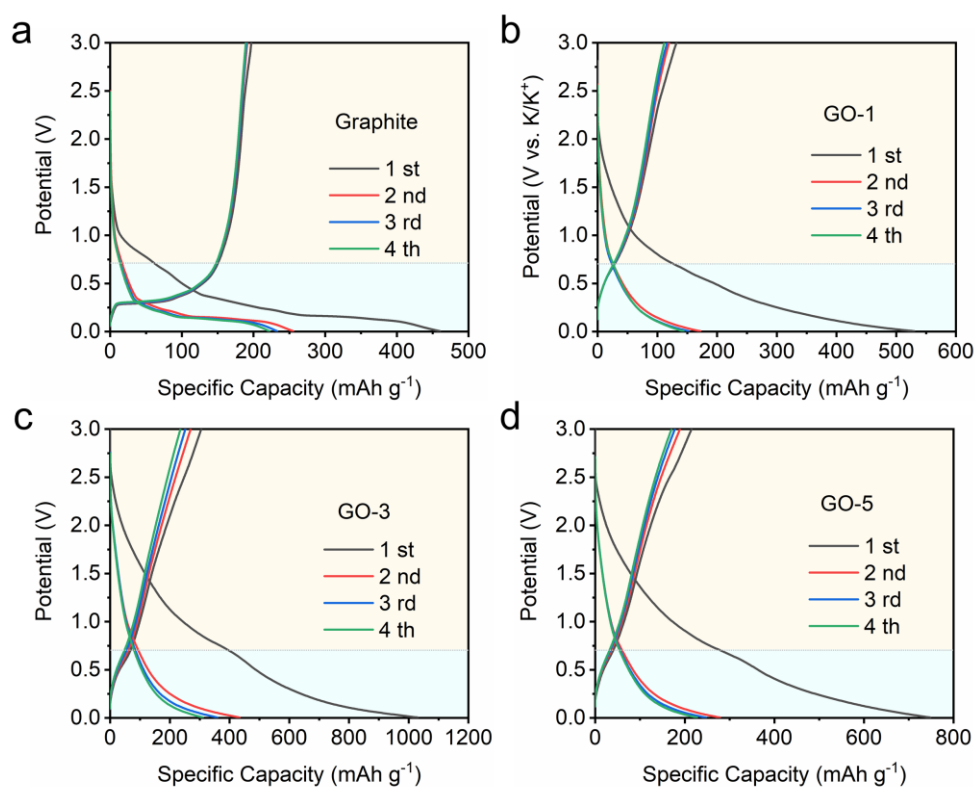 a
3.0
2.5
2.0
1.5
1.0
0.5
0.0
Potential (V)
Graphite
1 st
2 nd
3 rd
4 th
0 100 200 300 400 500
Specific Capacity (mAh g⁻¹)
b
3.0
2.5
2.0
1.5
1.0
0.5
0.0
Potential (V vs. K/K⁺)
GO-1
1 st
2 nd
3 rd
4 th
0 100 200 300 400 500 600
Specific Capacity (mAh g⁻¹)
c
3.0
2.5
2.0
1.5
1.0
0.5
0.0
Potential (V)
GO-3
1 st
2 nd
3 rd
4 th
0 200 400 600 800 1000 1200
Specific Capacity (mAh g⁻¹)
d
3.0
2.5
2.0
1.5
1.0
0.5
0.0
Potential (V)
GO-5
1 st
2 nd
3 rd
4 th
0 200 400 600 800
Specific Capacity (mAh g⁻¹)